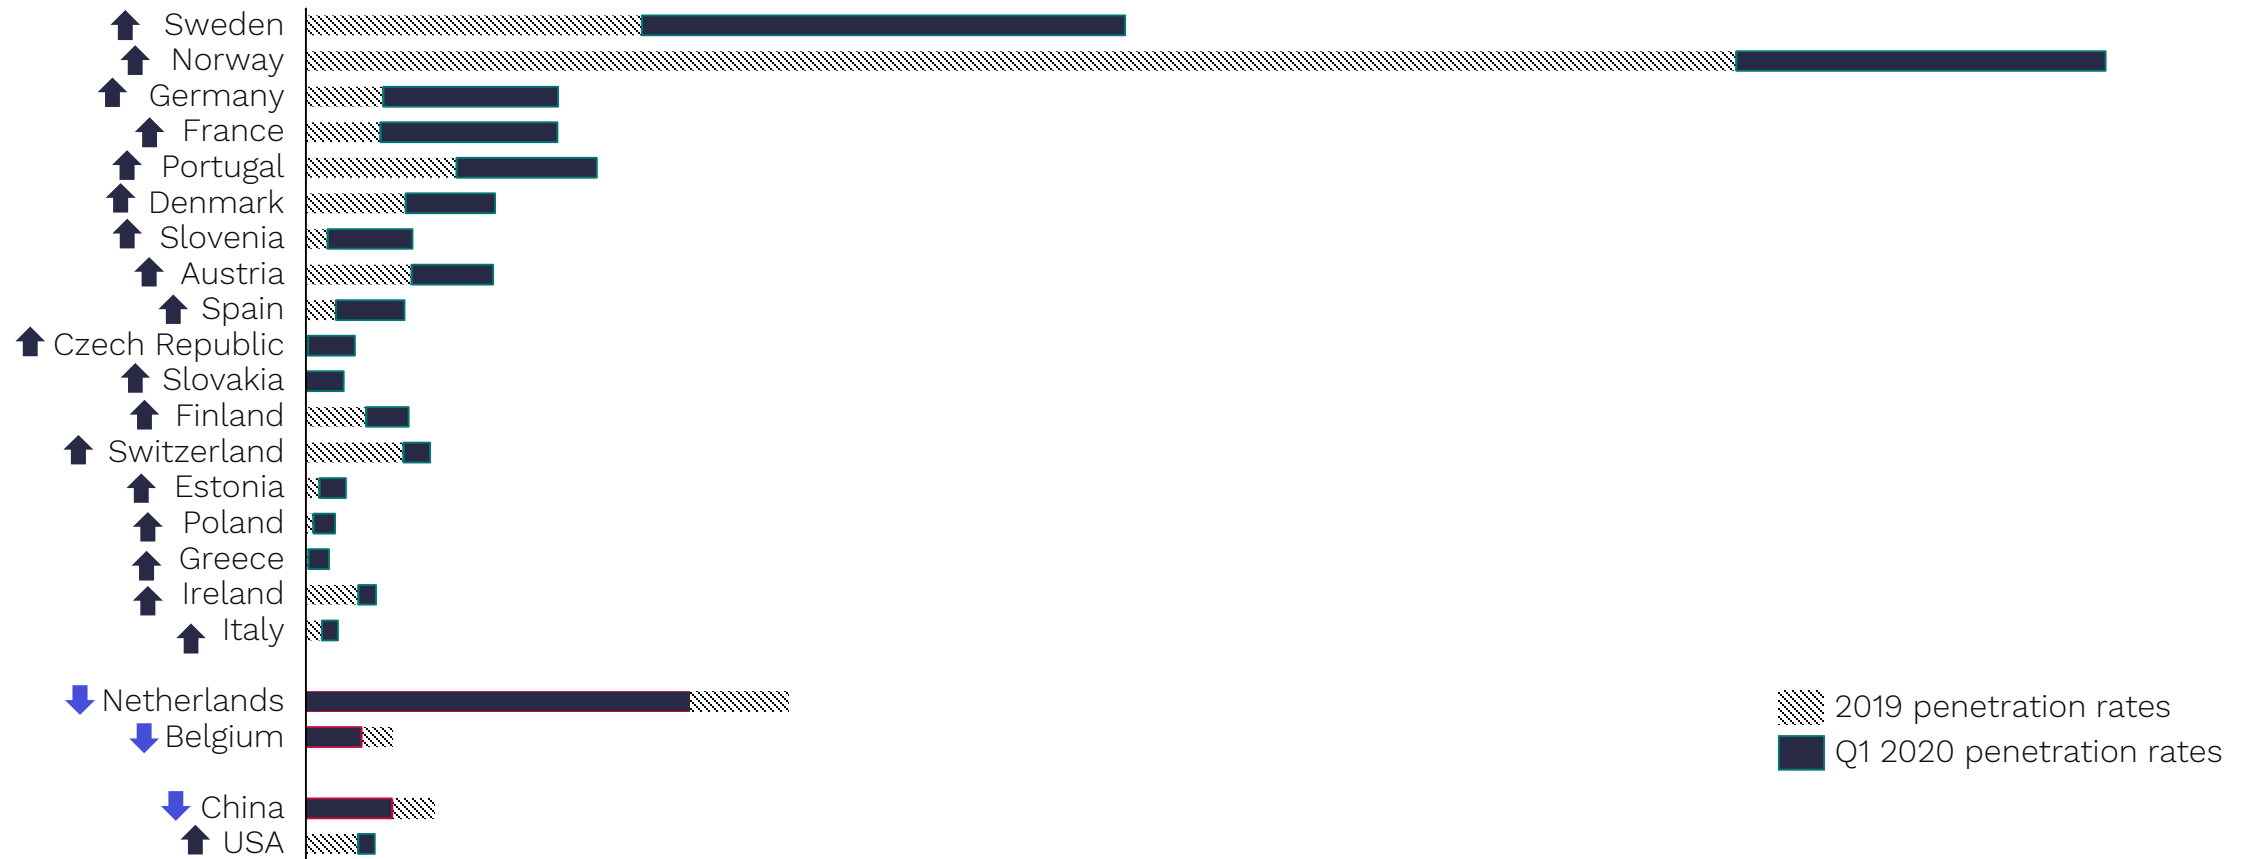 Sweden
Norway
Germany
France
Portugal
Denmark
Slovenia
Austria
Spain
Czech Republic
Slovakia
Finland
Switzerland
Estonia
Poland
Greece
Ireland
Italy
Netherlands
Belgium
China
USA
2019 penetration rates
Q1 2020 penetration rates